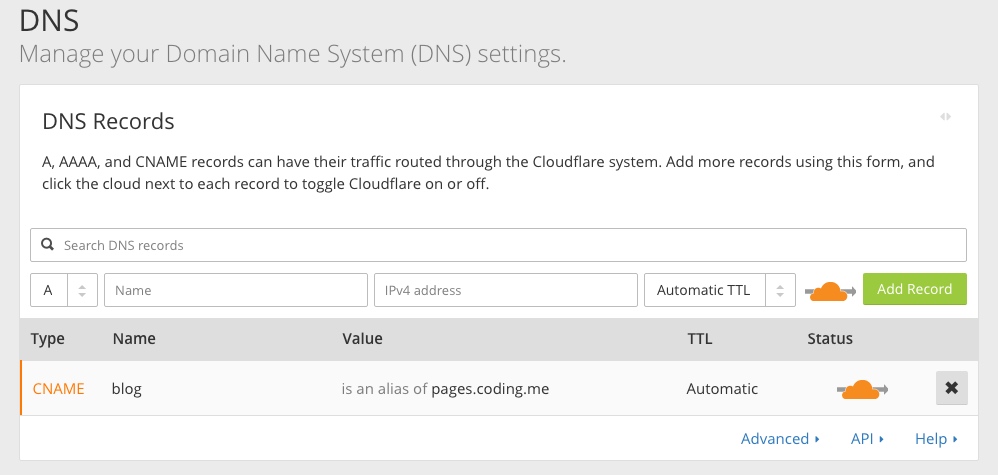 DNS
Manage your Domain Name System (DNS) settings.
DNS Records
A, AAAA, and CNAME records can have their traffic routed through the Cloudflare system. Add more records using this form, and
click the cloud next to each record to toggle Cloudflare on or off.
Search DNS records
A Name IPv4 address Automatic TTL Add Record
Type Name Value TTL Status
CNAME blog is an alias of pages.coding.me Automatic
Advanced API Help